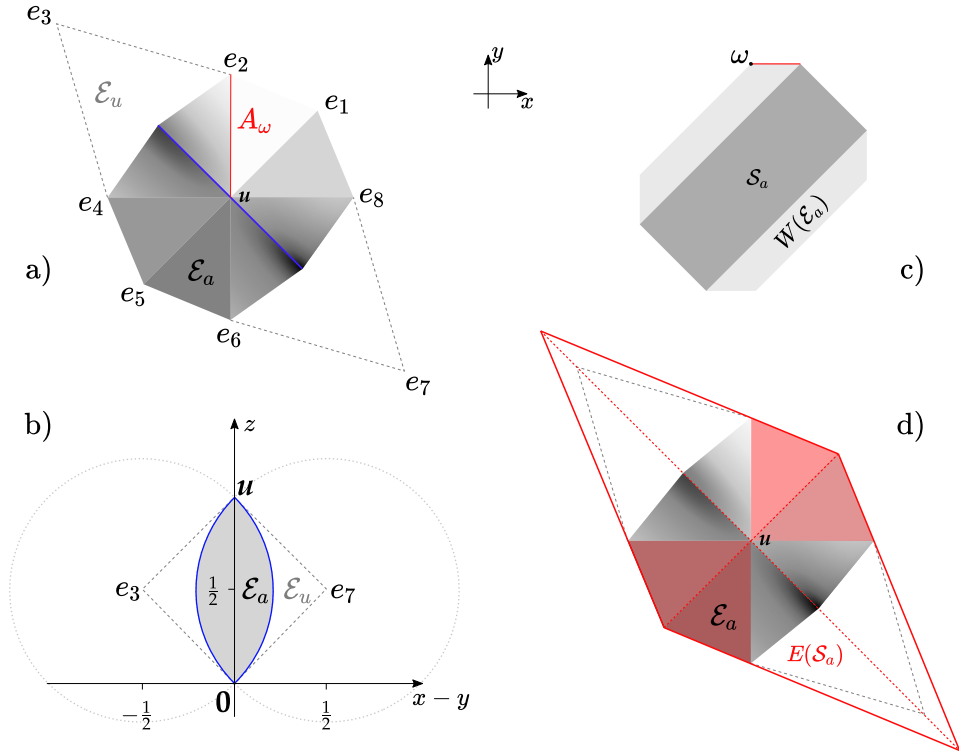 e₃
e₂
ℰᵤ
e₁
A_ω
e₄
u
e₈
a)
ℰₐ
e₅
e₆
e₇
y
x
ω
𝒮ₐ
W(ℰₐ)
c)
b)
z
u
e₃
1/2
ℰₐ
ℰᵤ
e₇
0
x − y
−1/2
1/2
d)
u
ℰₐ
E(𝒮ₐ)